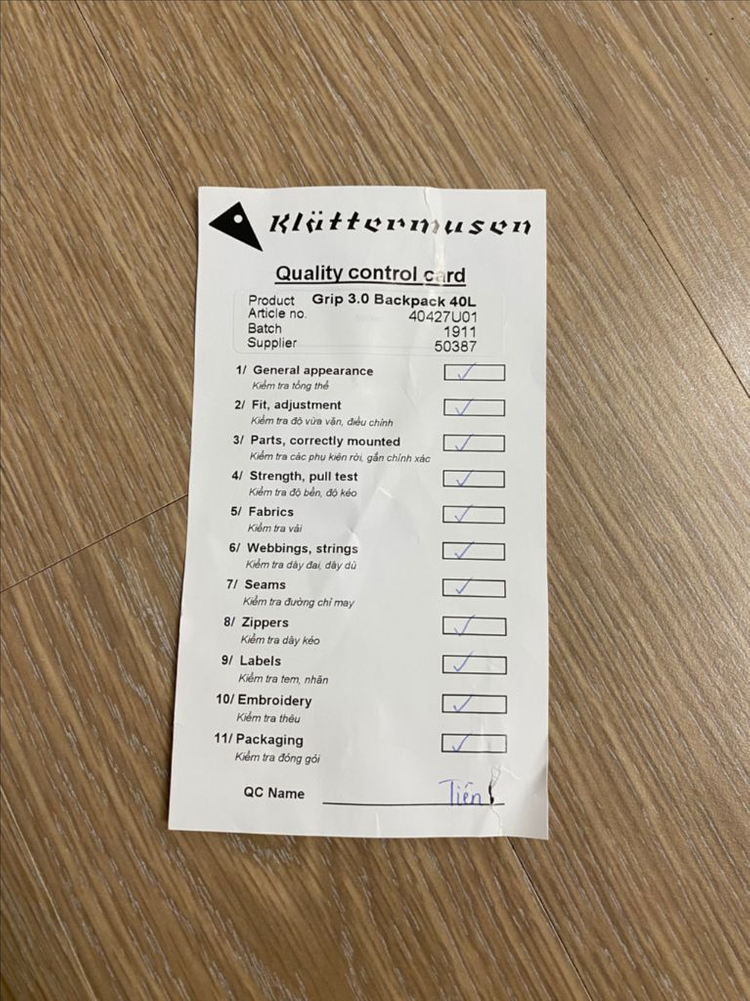 Klättermusen
Quality control card
Product Grip 3.0 Backpack 40L
Article no. 40427U01
Batch 1911
Supplier 50387
1/ General appearance
Kiểm tra tổng thể
2/ Fit, adjustment
Kiểm tra độ vừa vặn, điều chỉnh
3/ Parts, correctly mounted
Kiểm tra các phụ kiện rời, gắn chính xác
4/ Strength, pull test
Kiểm tra độ bền, độ kéo
5/ Fabrics
Kiểm tra vải
6/ Webbings, strings
Kiểm tra dây đai, dây dù
7/ Seams
Kiểm tra đường chỉ may
8/ Zippers
Kiểm tra dây kéo
9/ Labels
Kiểm tra tem, nhãn
10/ Embroidery
Kiểm tra thêu
11/ Packaging
Kiểm tra đóng gói
QC Name Tiến